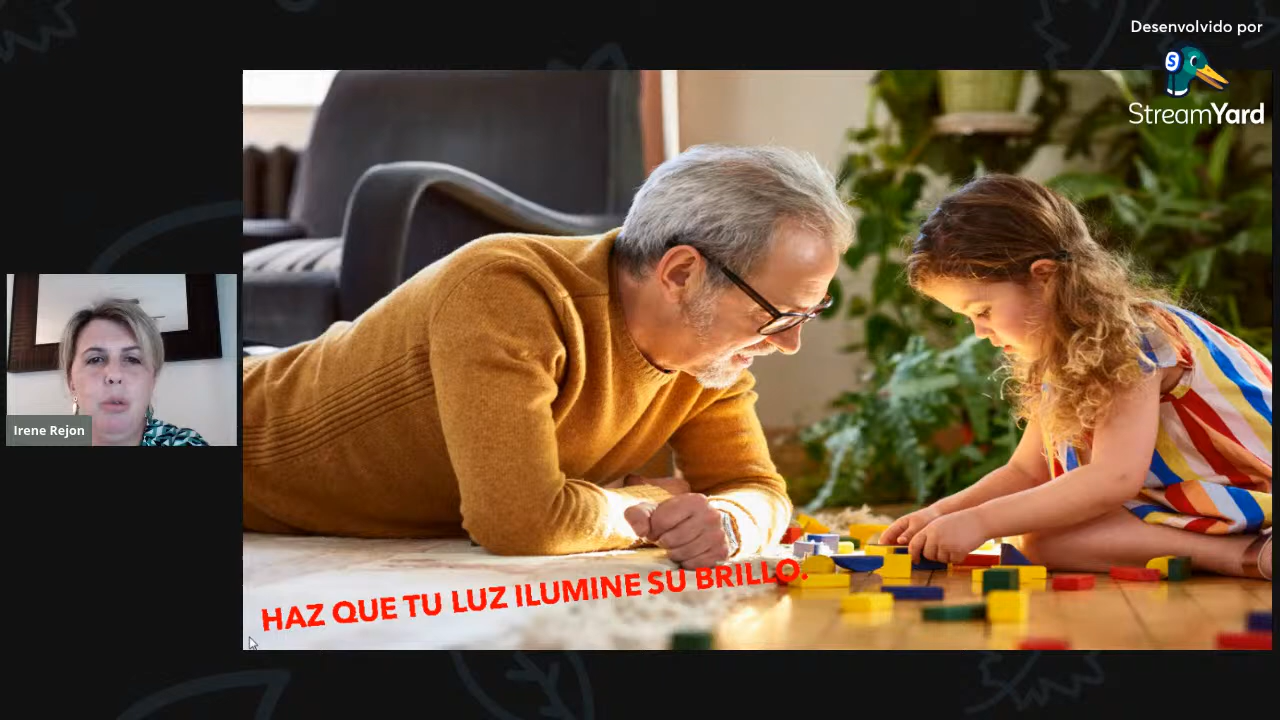 Desenvolvido por
S
StreamYard
Irene Rejon
HAZ QUE TU LUZ ILUMINE SU BRILLO.